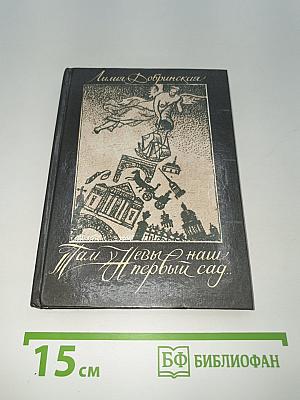 Лилия Добринская
Там у Невы наш
первый сад...
15 см
БФ БИБЛИОФАН